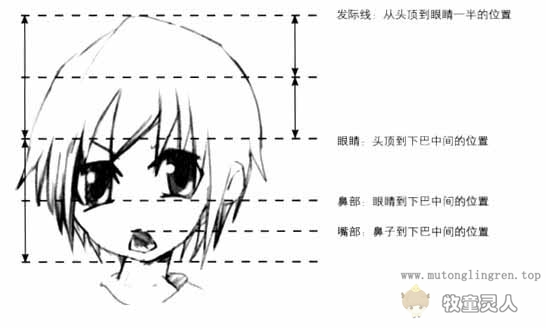 发际线：从头顶到眼睛一半的位置
眼睛：头顶到下巴中间的位置
鼻部：眼睛到下巴中间的位置
嘴部：鼻子到下巴中间的位置
www.mutonglingren.top
牧童灵人